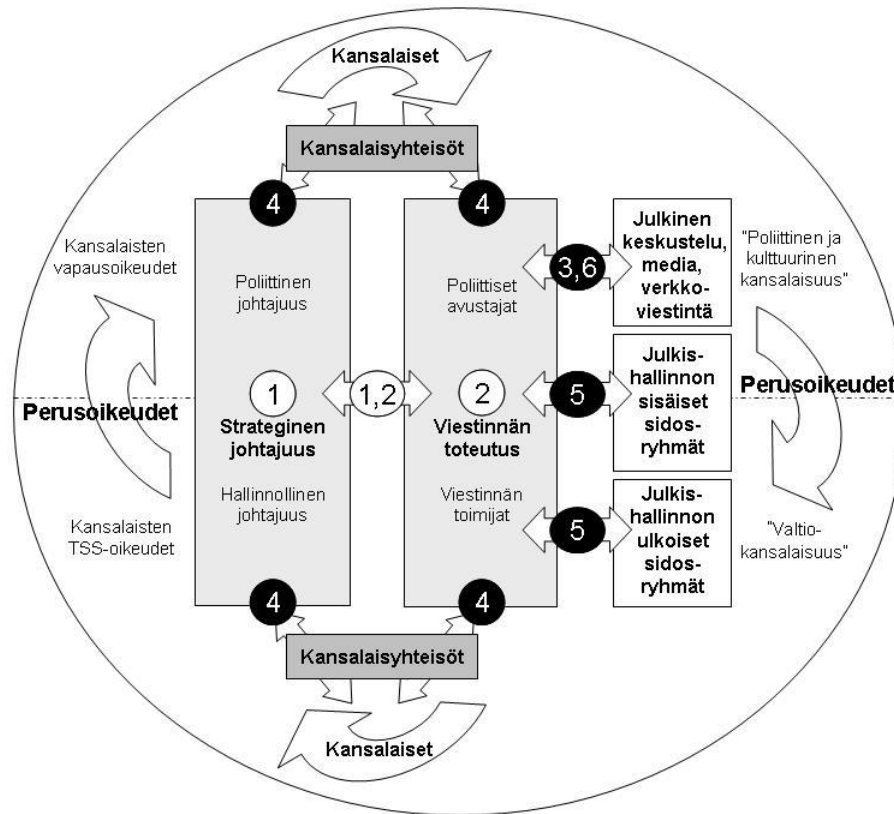 Kansalaiset
Kansalaisyhteisöt
4
4
Kansalaisten
vapausoikeudet
Poliittinen
johtajuus
Poliittiset
avustajat
3,6
Julkinen
keskustelu,
media,
verkko-
viestintä
"Poliittinen ja
kulttuurinen
kansalaisuus"
Perusoikeudet
1
Strateginen
johtajuus
1,2
2
Viestinnän
toteutus
5
Julkis-
hallinnon
sisäiset
sidos-
ryhmät
Perusoikeudet
Kansalaisten
TSS-oikeudet
Hallinnollinen
johtajuus
Viestinnän
toimijat
5
Julkis-
hallinnon
ulkoiset
sidos-
ryhmät
"Valtio-
kansalaisuus"
4
4
Kansalaisyhteisöt
Kansalaiset